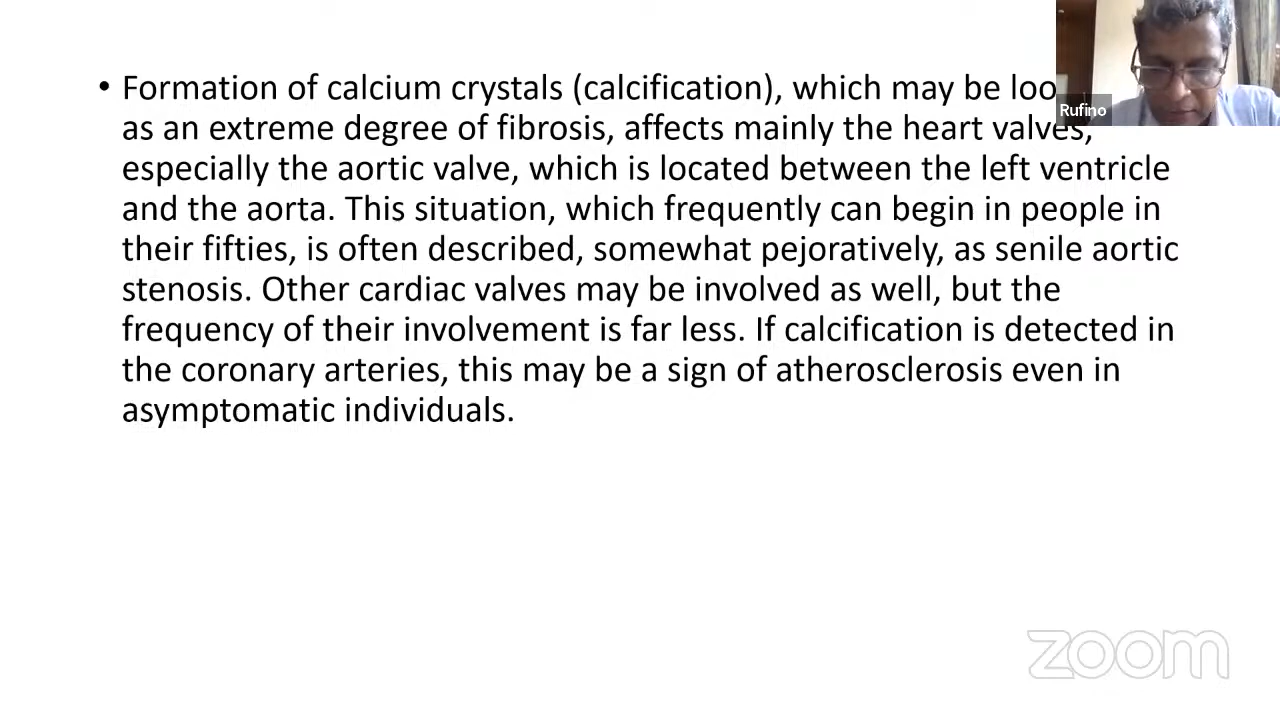 • Formation of calcium crystals (calcification), which may be
as an extreme degree of fibrosis, affects mainly the heart valves,
especially the aortic valve, which is located between the left ventricle
and the aorta. This situation, which frequently can begin in people in
their fifties, is often described, somewhat pejoratively, as senile aortic
stenosis. Other cardiac valves may be involved as well, but the
frequency of their involvement is far less. If calcification is detected in
the coronary arteries, this may be a sign of atherosclerosis even in
asymptomatic individuals.
Rufino
zoom